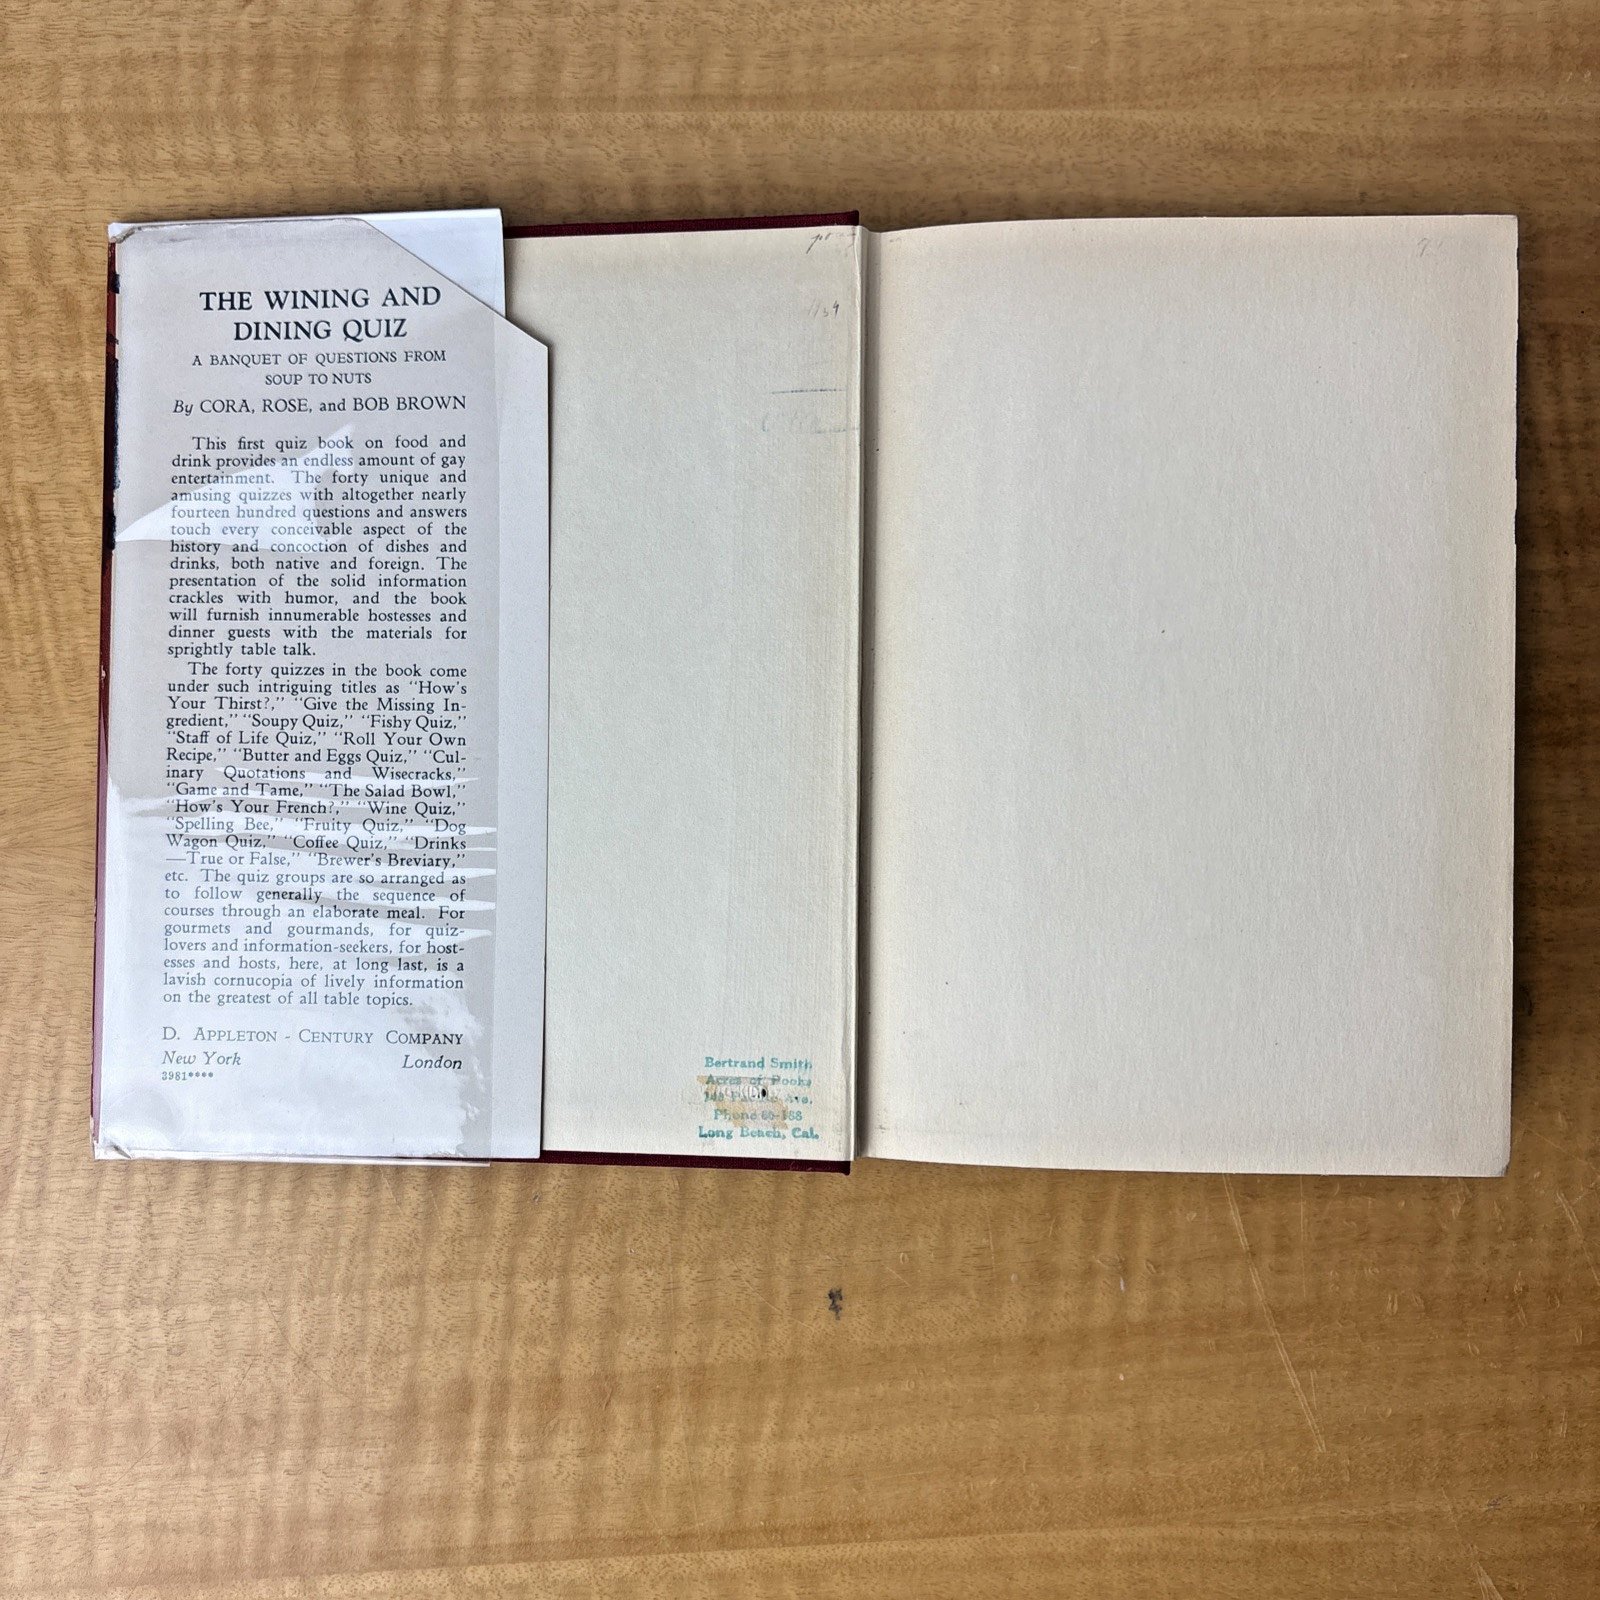 THE WINING AND
DINING QUIZ
A BANQUET OF QUESTIONS FROM
SOUP TO NUTS
By CORA, ROSE, and BOB BROWN
This first quiz book on food and
drink provides an endless amount of gay
entertainment. The forty unique and
amusing quizzes with altogether nearly
fourteen hundred questions and answers
touch every conceivable aspect of the
history and concoction of dishes and
drinks, both native and foreign. The
presentation of the solid information
crackles with humor, and the book
will furnish innumerable hostesses and
dinner guests with the materials for
sprightly table talk.
The forty quizzes in the book come
under such intriguing titles as "How's
Your Thirst?," "Give the Missing In-
gredient," "Soupy Quiz," "Fishy Quiz,"
"Staff of Life Quiz," "Roll Your Own
Recipe," "Butter and Eggs Quiz," "Cul-
inary Quotations and Wisecracks,"
"Game and Tame," "The Salad Bowl,"
"How's Your French?," "Wine Quiz,"
"Spelling Bee," "Fruity Quiz," "Dog
Wagon Quiz," "Coffee Quiz," "Drinks
—True or False," "Brewer's Breviary,"
etc. The quiz groups are so arranged as
to follow generally the sequence of
courses through an elaborate meal. For
gourmets and gourmands, for quiz-
lovers and information-seekers, for host-
esses and hosts, here, at long last, is a
lavish cornucopia of lively information
on the greatest of all table topics.
D. APPLETON - CENTURY COMPANY
New York London
3981****
Bertrand Smith
Acres of Books
Ave.
Phone
Long Beach, Cal.